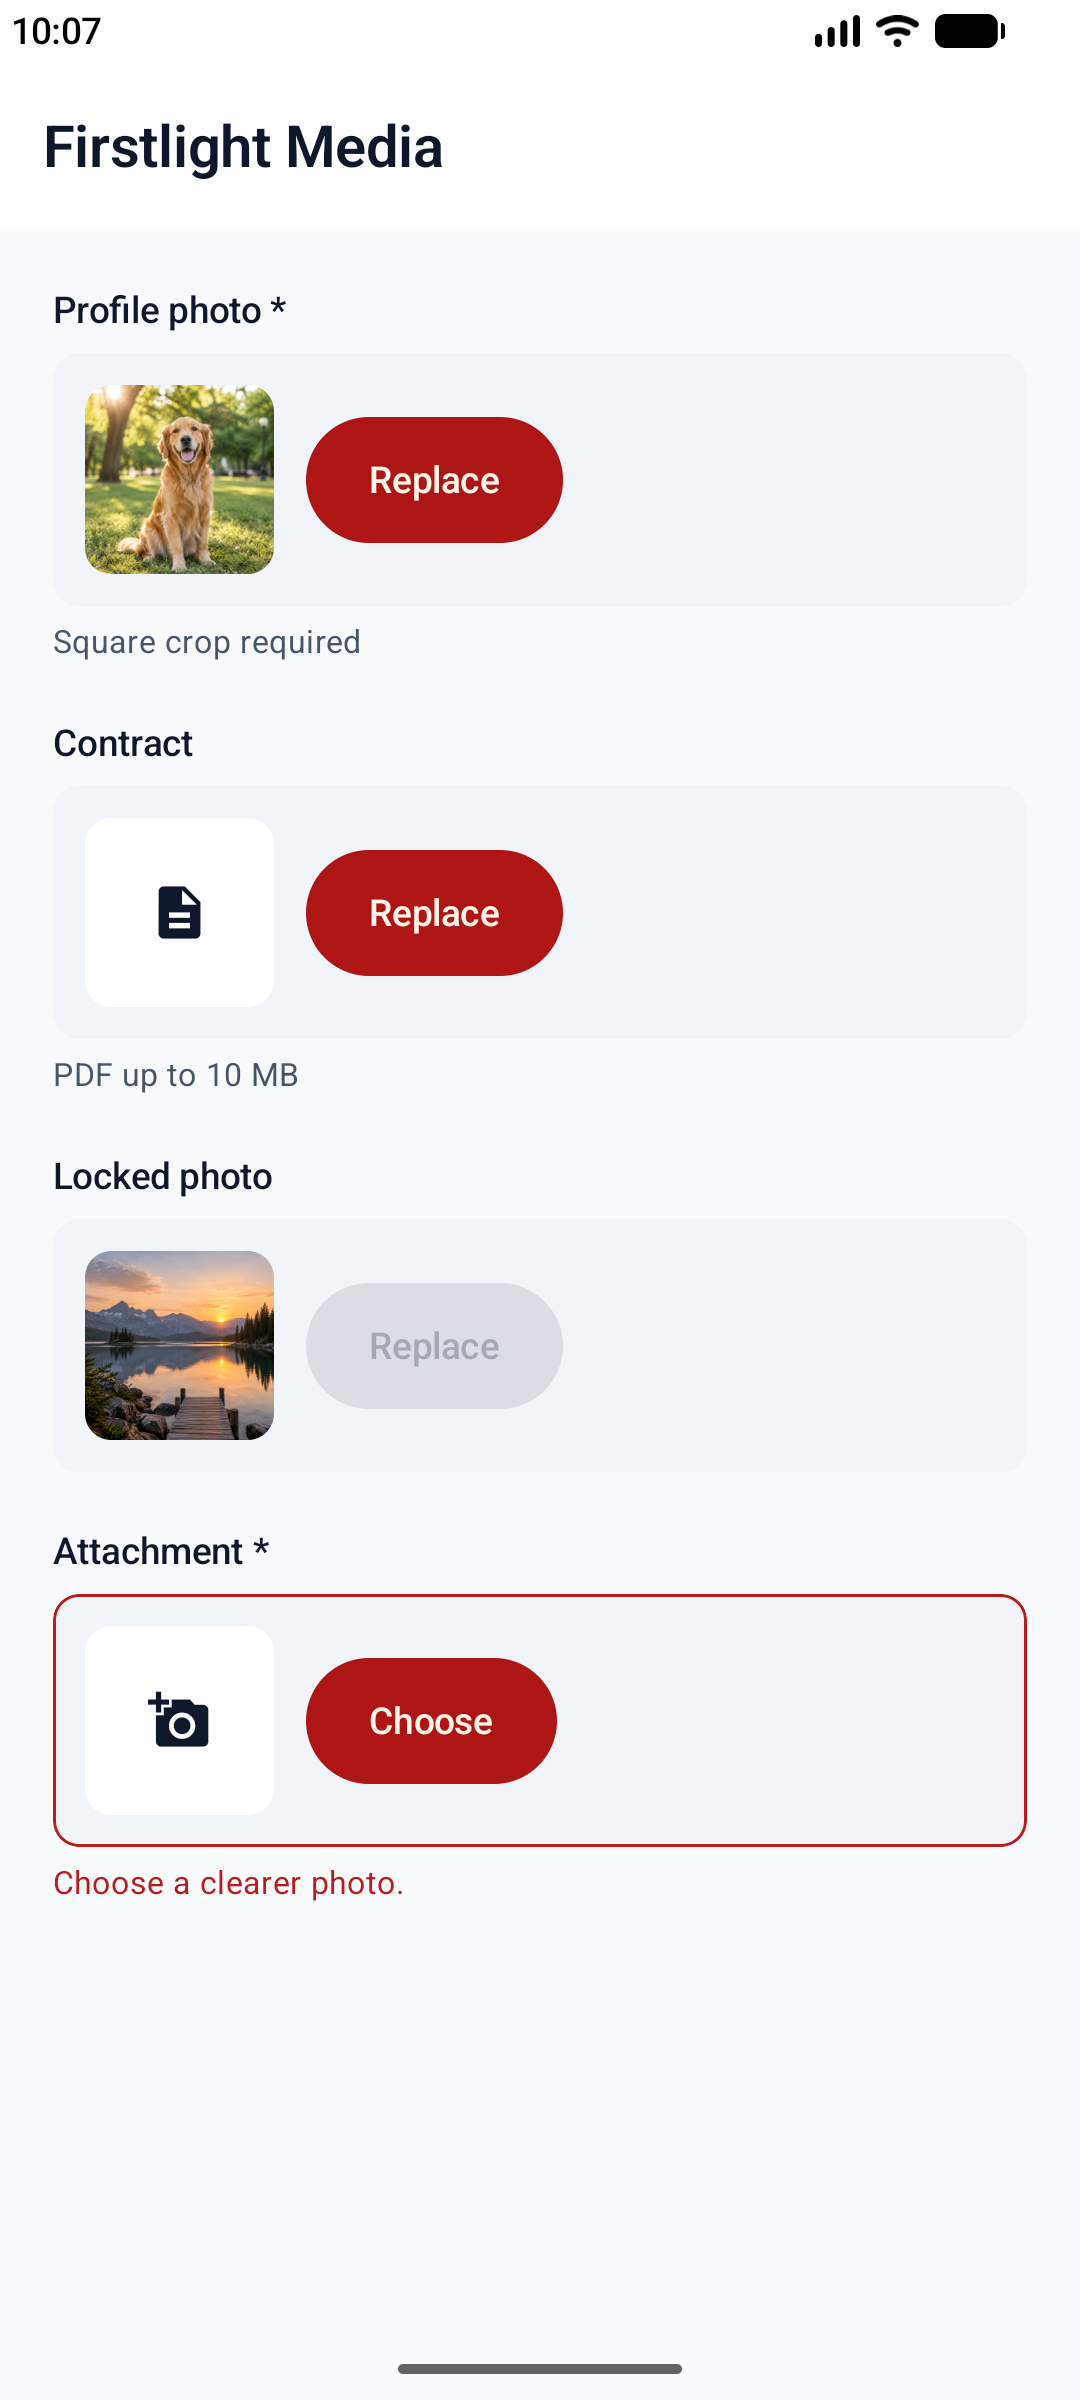 10:07
Firstlight Media
Profile photo *
Replace
Square crop required
Contract
Replace
PDF up to 10 MB
Locked photo
Replace
Attachment *
Choose
Choose a clearer photo.